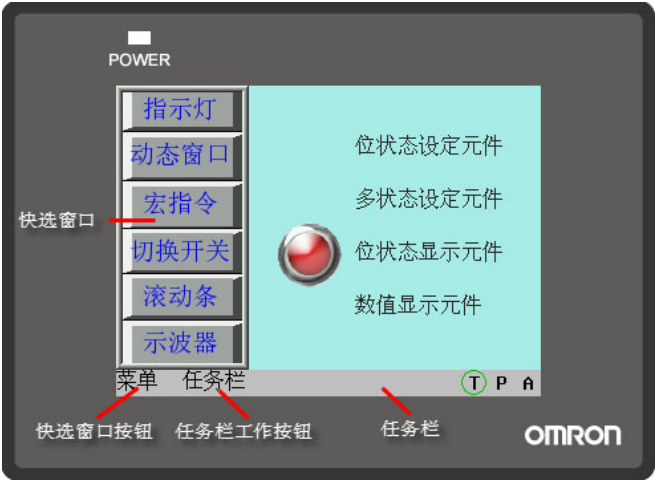 POWER
指示灯
动态窗口
宏指令
切换开关
滚动条
示波器
位状态设定元件
多状态设定元件
位状态显示元件
数值显示元件
快选窗口
菜单 任务栏 T P A
快选窗口按钮 任务栏工作按钮 任务栏
OMRON